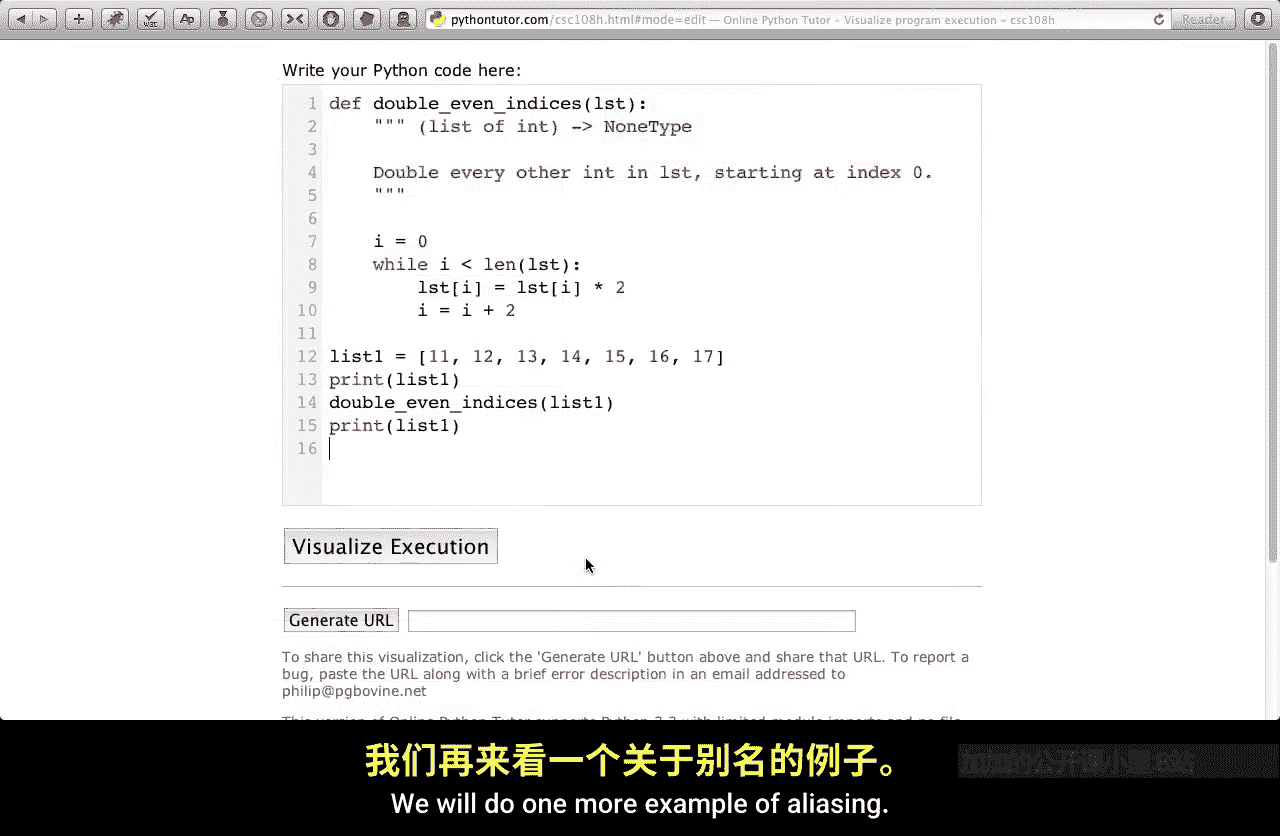 pythontutor.com/csc108h.html#mode=edit — Online Python Tutor – Visualize program execution – csc108h
Reader
Write your Python code here:
1 def double_even_indices(lst):
2     """ (list of int) -> NoneType
3
4     Double every other int in lst, starting at index 0.
5     """
6
7     i = 0
8     while i < len(lst):
9         lst[i] = lst[i] * 2
10         i = i + 2
11
12 list1 = [11, 12, 13, 14, 15, 16, 17]
13 print(list1)
14 double_even_indices(list1)
15 print(list1)
16
Visualize Execution
Generate URL
To share this visualization, click the 'Generate URL' button above and share that URL. To report a
bug, paste the URL along with a brief error description in an email addressed to
philip@pgbovine.net
我们再来看一个关于别名的例子。
We will do one more example of aliasing.